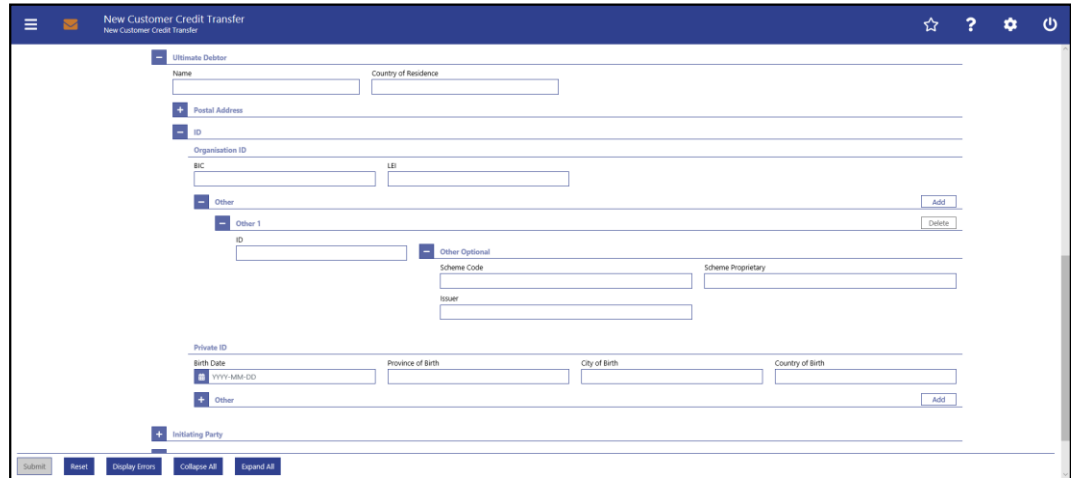 New Customer Credit Transfer
New Customer Credit Transfer
Ultimate Debtor
Name Country of Residence
Postal Address
ID
Organisation ID
BIC LEI
Other Add
Other 1 Delete
ID
Other Optional
Scheme Code Scheme Proprietary
Issuer
Private ID
Birth Date Province of Birth City of Birth Country of Birth
YYYY-MM-DD
Other Add
Initiating Party
Submit Reset Display Errors Collapse All Expand All